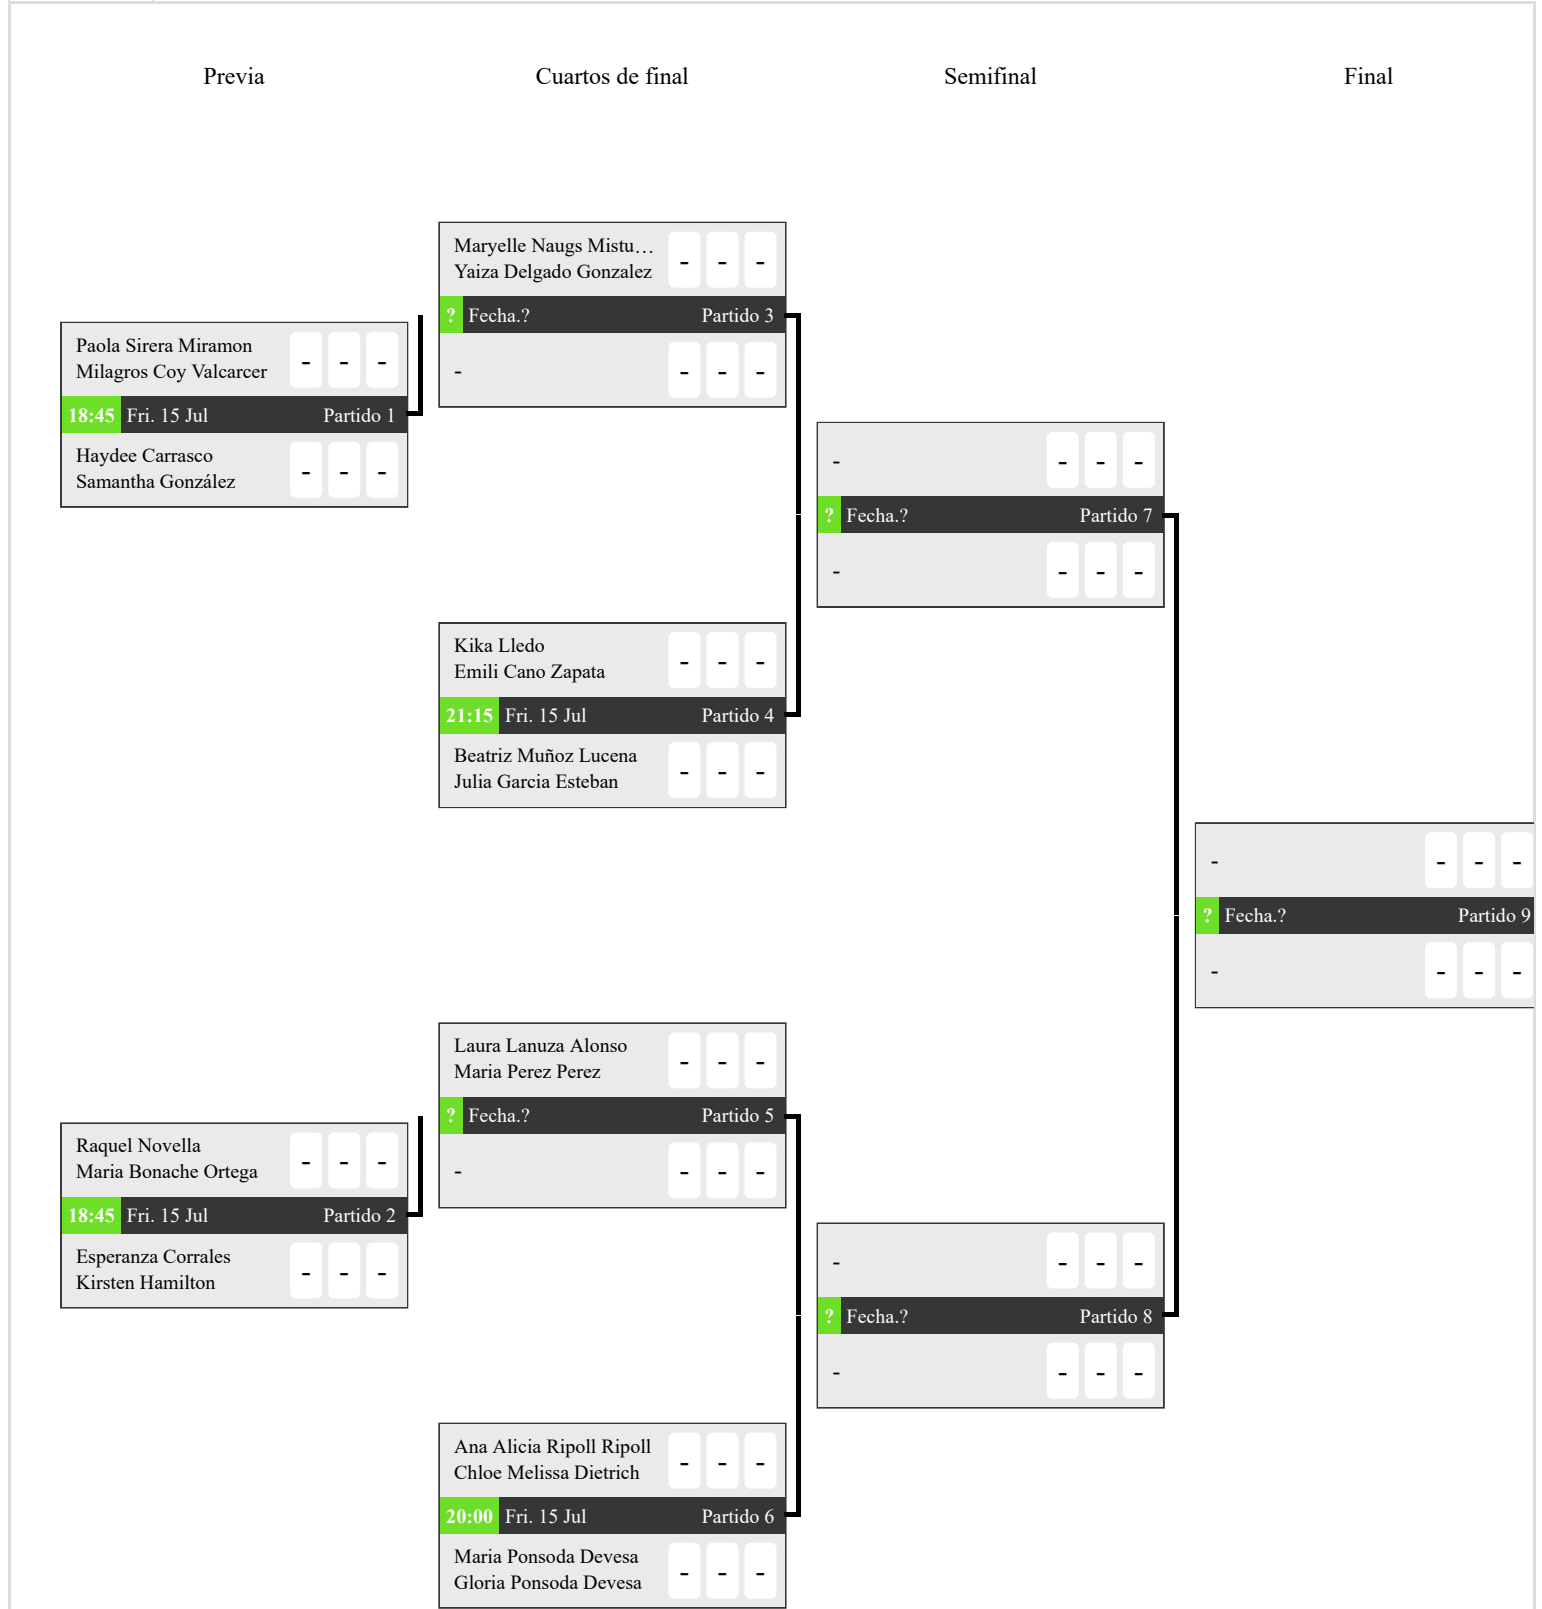 Previa
Cuartos de final
Semifinal
Final
Paola Sirera Miramon - - -
Milagros Coy Valcarcer
18:45 Fri. 15 Jul Partido 1
Haydee Carrasco - - -
Samantha González
Raquel Novella - - -
Maria Bonache Ortega
18:45 Fri. 15 Jul Partido 2
Esperanza Corrales - - -
Kirsten Hamilton
Maryelle Naugs Mistu… - - -
Yaiza Delgado Gonzalez
? Fecha.? Partido 3
- - - -
Kika Lledo - - -
Emili Cano Zapata
21:15 Fri. 15 Jul Partido 4
Beatriz Muñoz Lucena - - -
Julia Garcia Esteban
Laura Lanuza Alonso - - -
Maria Perez Perez
? Fecha.? Partido 5
- - - -
Ana Alicia Ripoll Ripoll - - -
Chloe Melissa Dietrich
20:00 Fri. 15 Jul Partido 6
Maria Ponsoda Devesa - - -
Gloria Ponsoda Devesa
- - - -
? Fecha.? Partido 7
- - - -
- - - -
? Fecha.? Partido 8
- - - -
- - - -
? Fecha.? Partido 9
- - - -